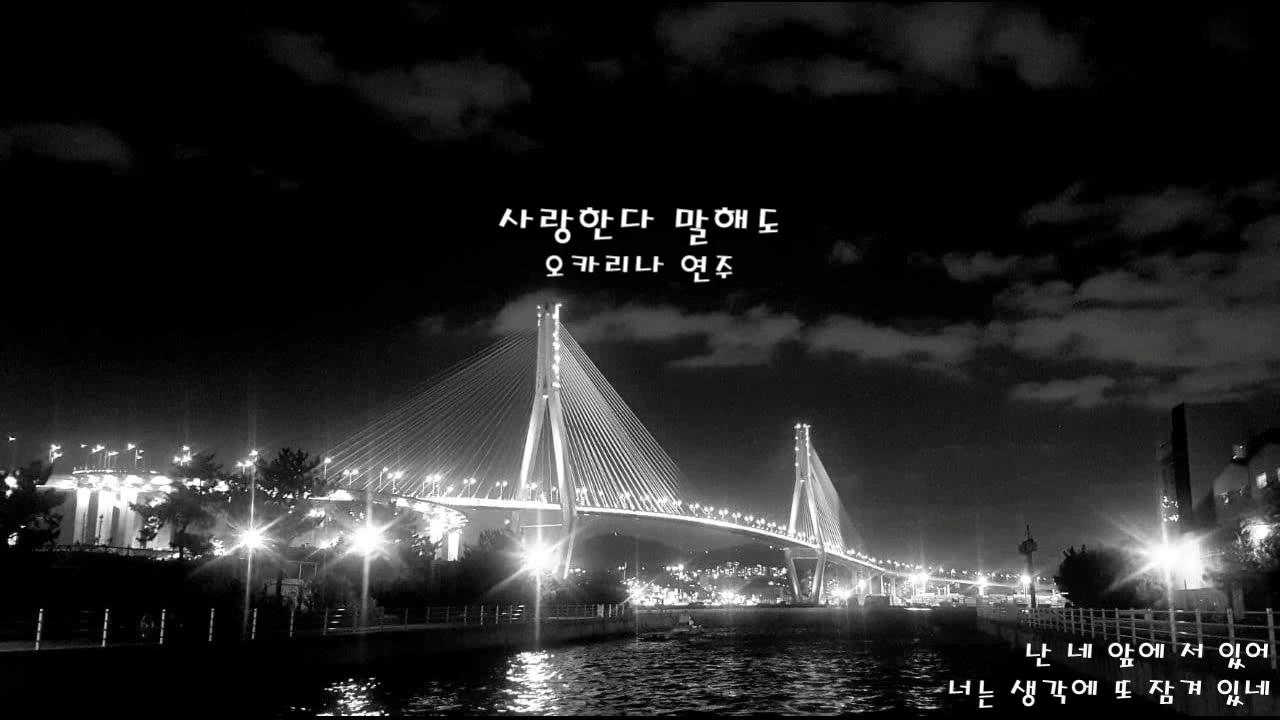 사랑한다 말해도
오카리나 연주
난 네 앞에 서 있어
너는 생각에 또 잠겨 있네